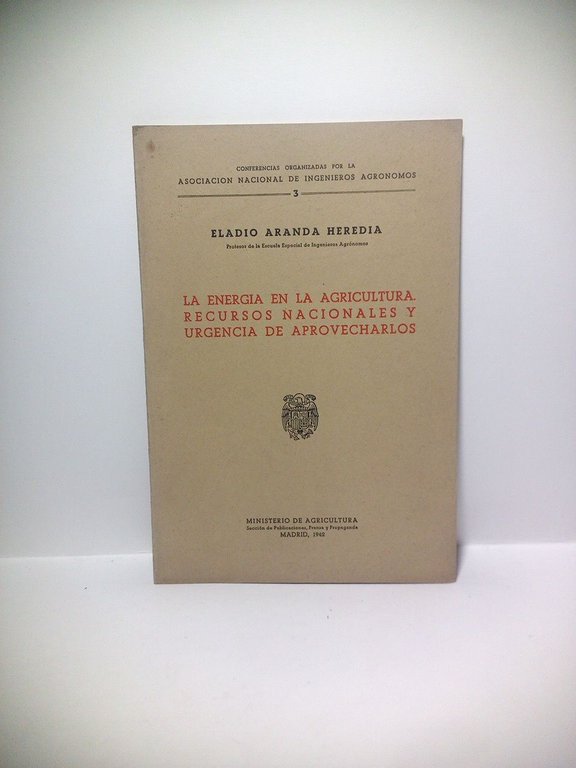 CONFERENCIAS ORGANIZADAS POR LA
ASOCIACION NACIONAL DE INGENIEROS AGRONOMOS
3
ELADIO ARANDA HEREDIA
Profesor de la Escuela Especial de Ingenieros Agrónomos
LA ENERGIA EN LA AGRICULTURA.
RECURSOS NACIONALES Y
URGENCIA DE APROVECHARLOS
MINISTERIO DE AGRICULTURA
Sección de Publicaciones, Prensa y Propaganda
MADRID, 1942